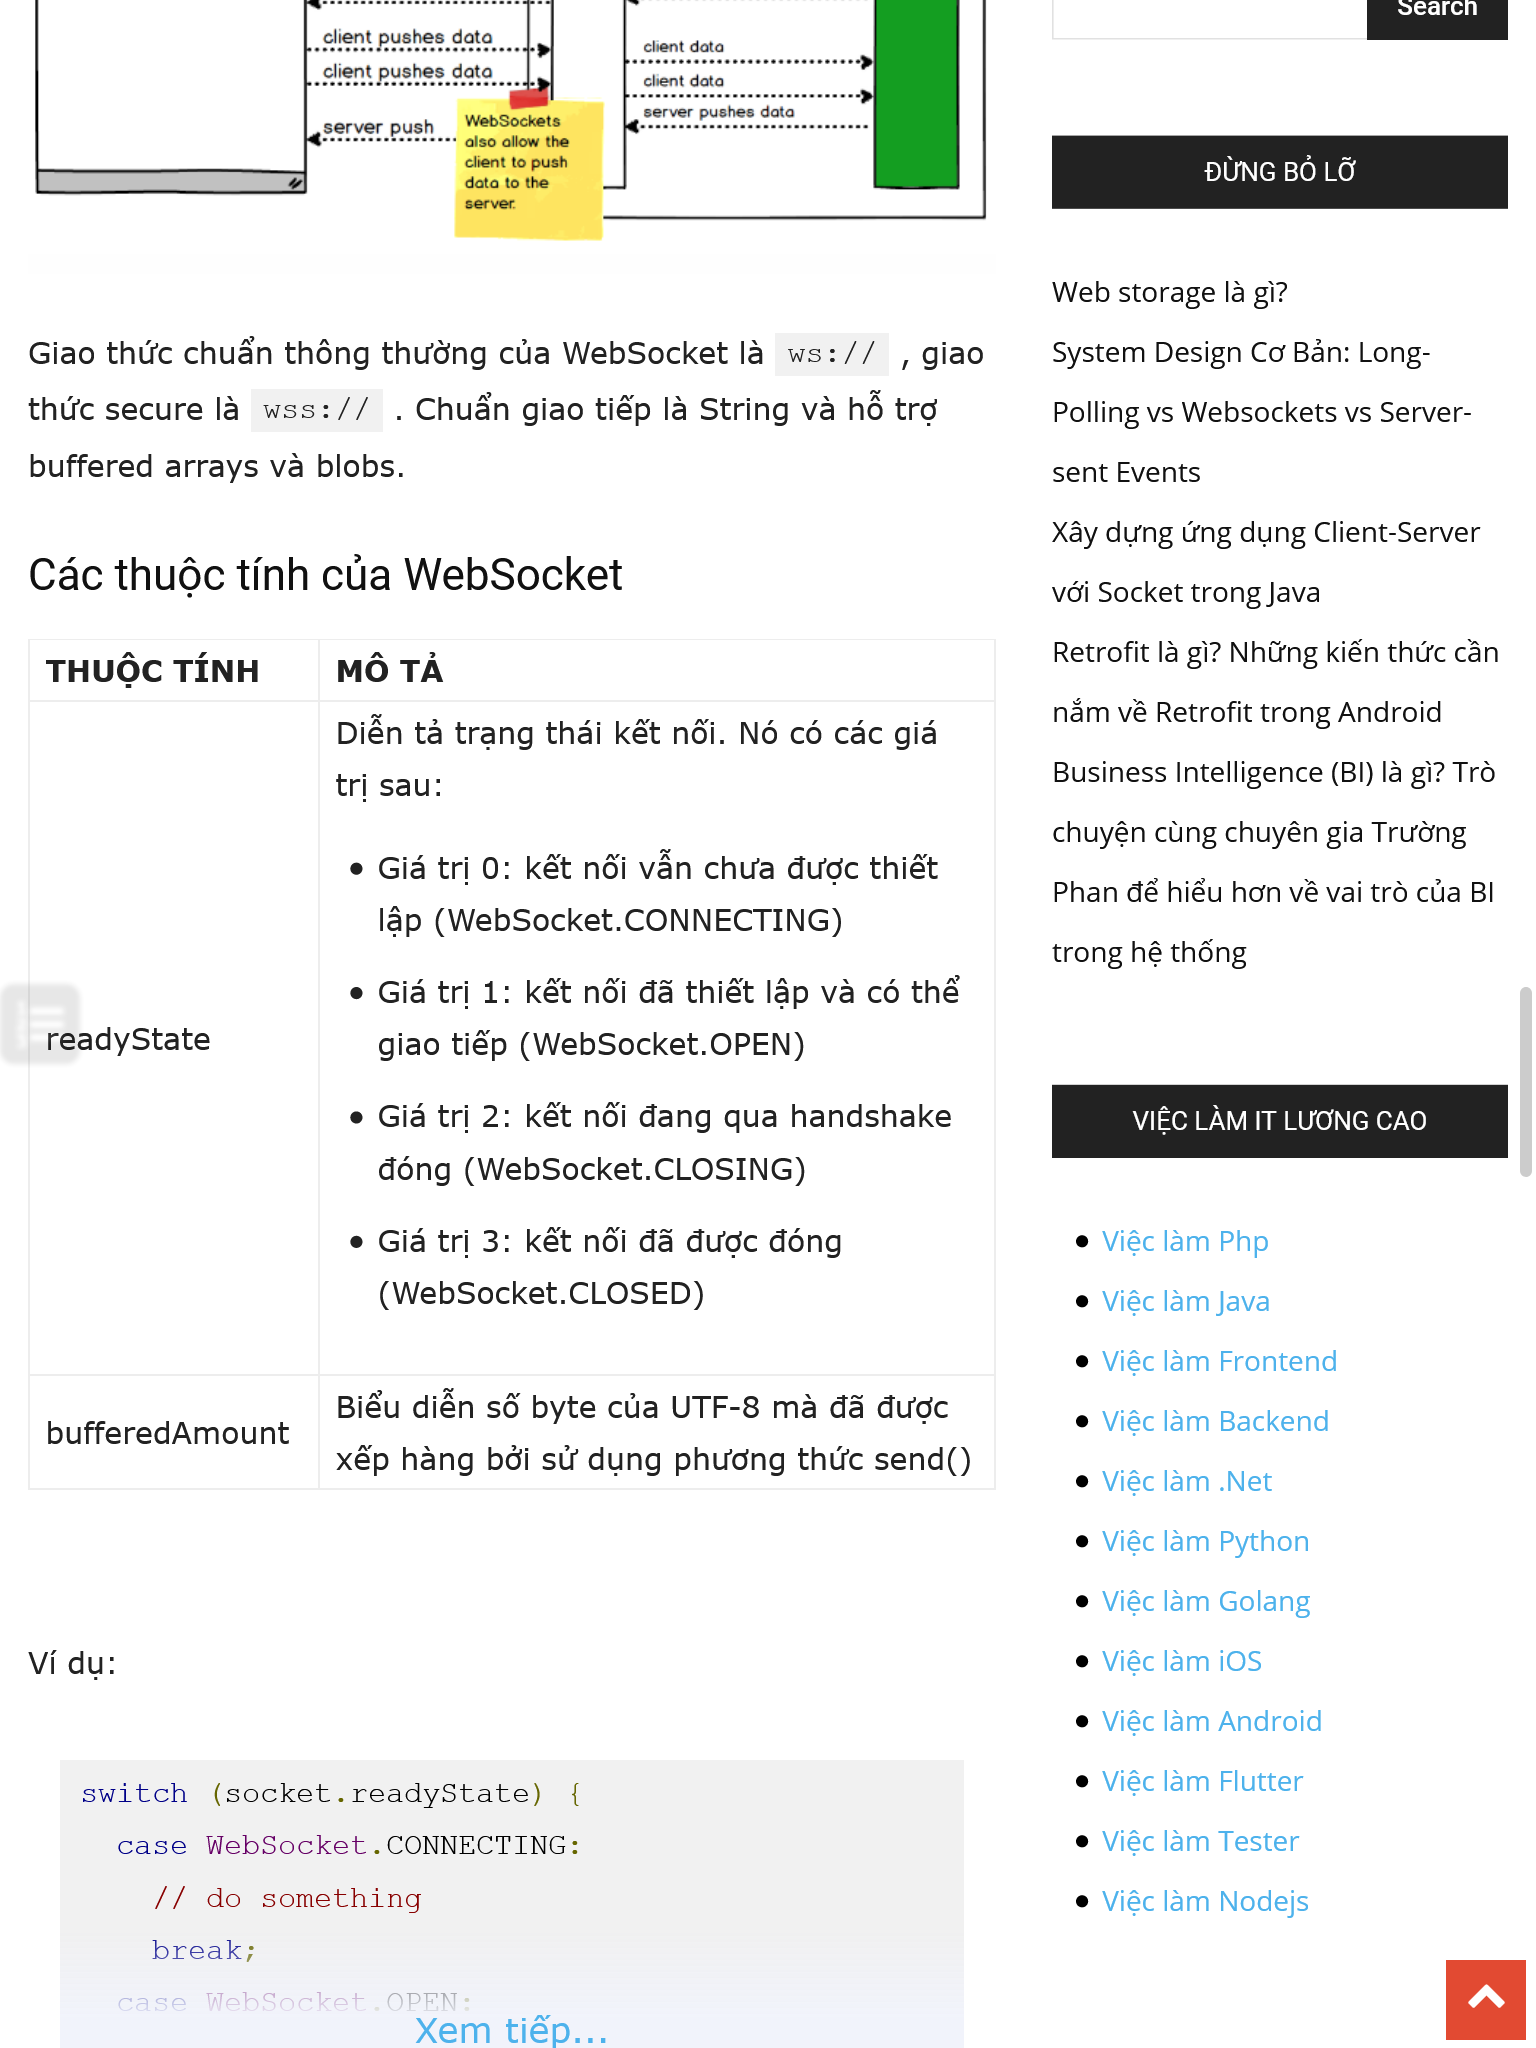 client pushes data
client pushes data
server push
client data
client data
server pushes data
WebSockets
also allow the
client to push
data to the
server.
Giao thức chuẩn thông thường của WebSocket là ws:// , giao
thức secure là wss:// . Chuẩn giao tiếp là String và hỗ trợ
buffered arrays và blobs.
Các thuộc tính của WebSocket
THUỘC TÍNH MÔ TẢ
readyState
Diễn tả trạng thái kết nối. Nó có các giá
trị sau:
• Giá trị 0: kết nối vẫn chưa được thiết
lập (WebSocket.CONNECTING)
• Giá trị 1: kết nối đã thiết lập và có thể
giao tiếp (WebSocket.OPEN)
• Giá trị 2: kết nối đang qua handshake
đóng (WebSocket.CLOSING)
• Giá trị 3: kết nối đã được đóng
(WebSocket.CLOSED)
bufferedAmount
Biểu diễn số byte của UTF-8 mà đã được
xếp hàng bởi sử dụng phương thức send()
Ví dụ:
switch (socket.readyState) {
case WebSocket.CONNECTING:
// do something
break;
case WebSocket.OPEN:
Xem tiếp...
Search
ĐỪNG BỎ LỠ
Web storage là gì?
System Design Cơ Bản: Long-
Polling vs Websockets vs Server-
sent Events
Xây dựng ứng dụng Client-Server
với Socket trong Java
Retrofit là gì? Những kiến thức cần
nắm về Retrofit trong Android
Business Intelligence (BI) là gì? Trò
chuyện cùng chuyên gia Trường
Phan để hiểu hơn về vai trò của BI
trong hệ thống
VIỆC LÀM IT LƯƠNG CAO
• Việc làm Php
• Việc làm Java
• Việc làm Frontend
• Việc làm Backend
• Việc làm .Net
• Việc làm Python
• Việc làm Golang
• Việc làm iOS
• Việc làm Android
• Việc làm Flutter
• Việc làm Tester
• Việc làm Nodejs